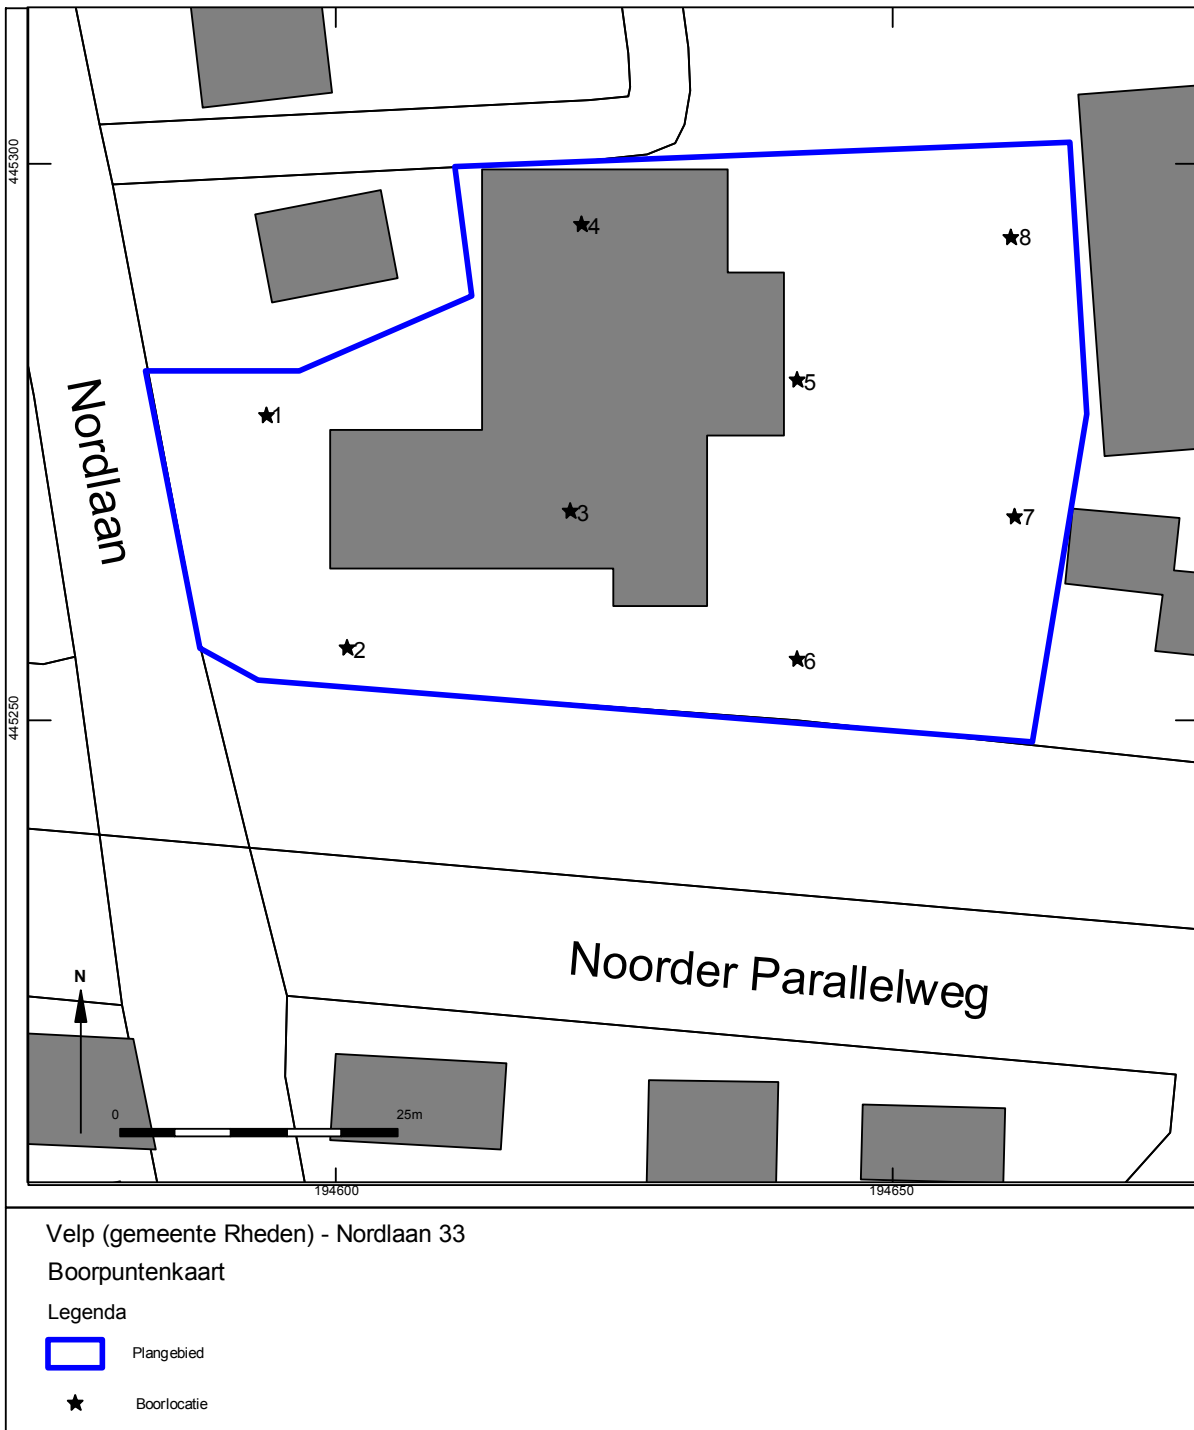 445300
4
8
5
1
Nordlaan
3
7
2
6
445250
Noorder Parallelweg
N
0 25m
194600 194650
Velp (gemeente Rheden) - Nordlaan 33
Boorpuntenkaart
Legenda
Plangebied
Boorlocatie